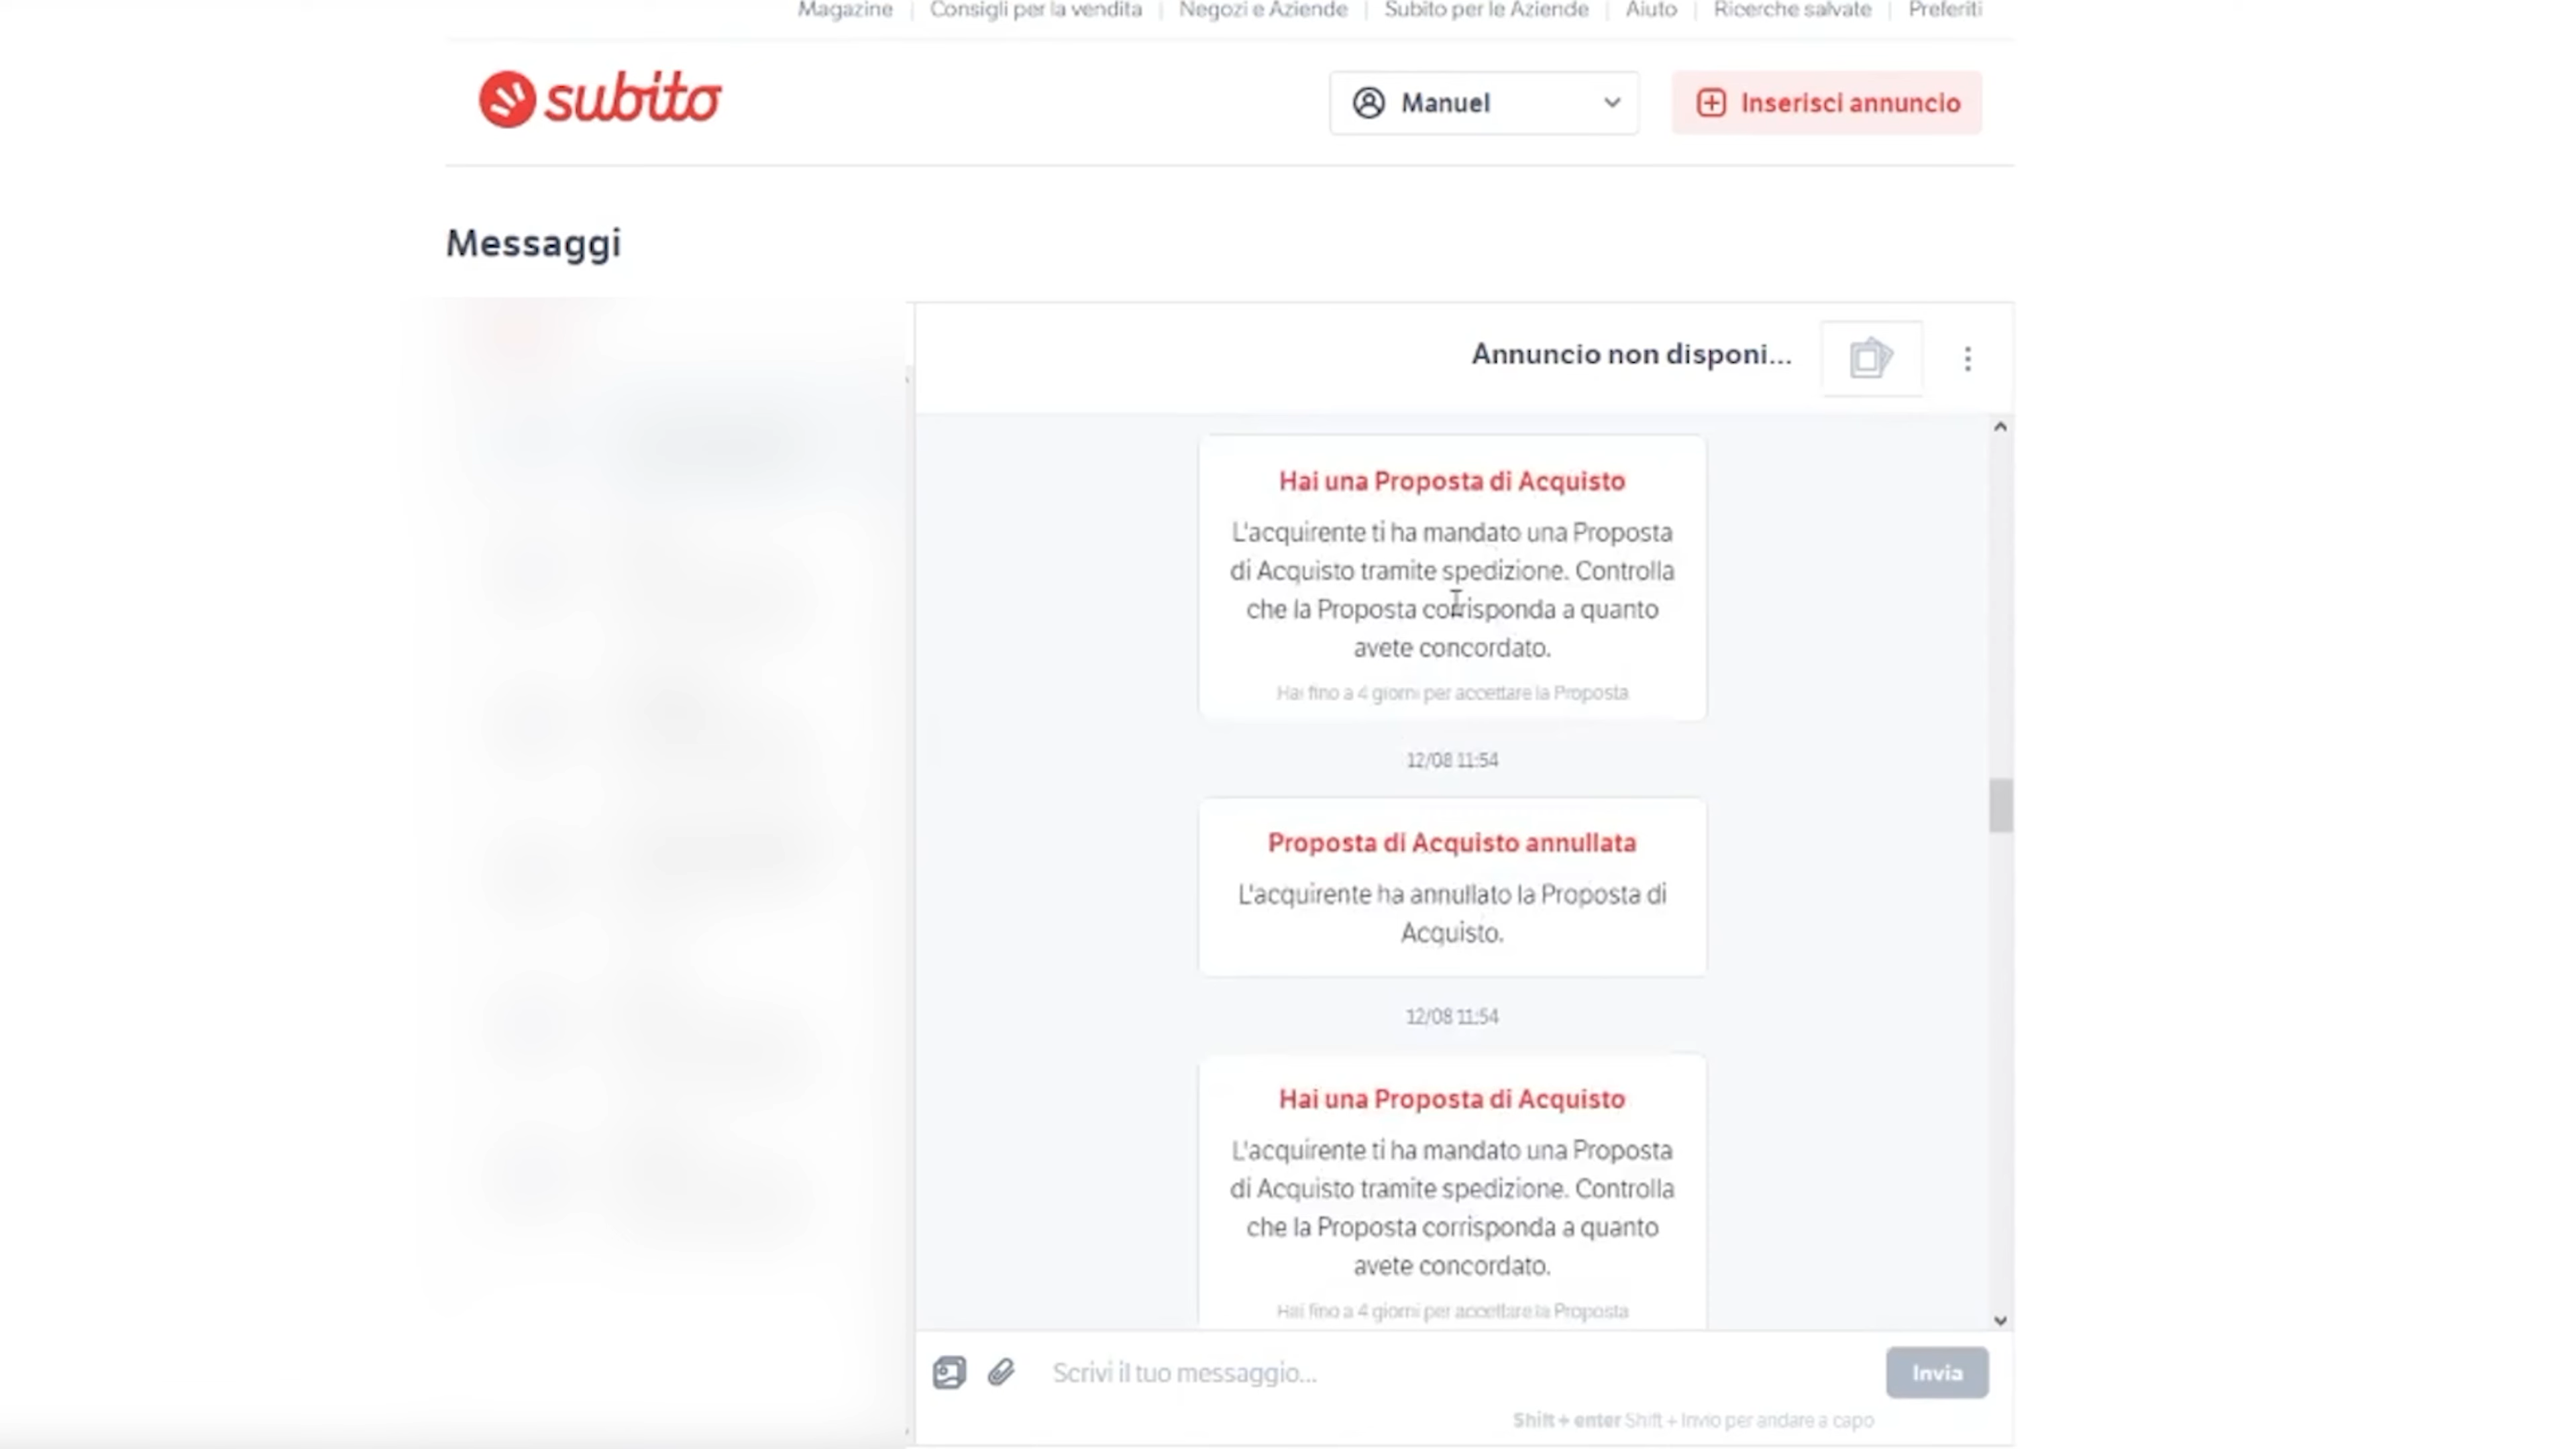 Magazine | Consigli per la vendita | Negozi e Aziende | Subito per le Aziende | Aiuto | Ricerche salvate | Preferiti
subito
Manuel
Inserisci annuncio
Messaggi
Annuncio non disponi...
Hai una Proposta di Acquisto
L'acquirente ti ha mandato una Proposta
di Acquisto tramite spedizione. Controlla
che la Proposta corrisponda a quanto
avete concordato.
Hai fino a 4 giorni per accettare la Proposta
12/08 11:54
Proposta di Acquisto annullata
L'acquirente ha annullato la Proposta di
Acquisto.
12/08 11:54
Hai una Proposta di Acquisto
L'acquirente ti ha mandato una Proposta
di Acquisto tramite spedizione. Controlla
che la Proposta corrisponda a quanto
avete concordato.
Hai fino a 4 giorni per accettare la Proposta
Scrivi il tuo messaggio...
Invia
Shift + enter Shift + Invio per andare a capo